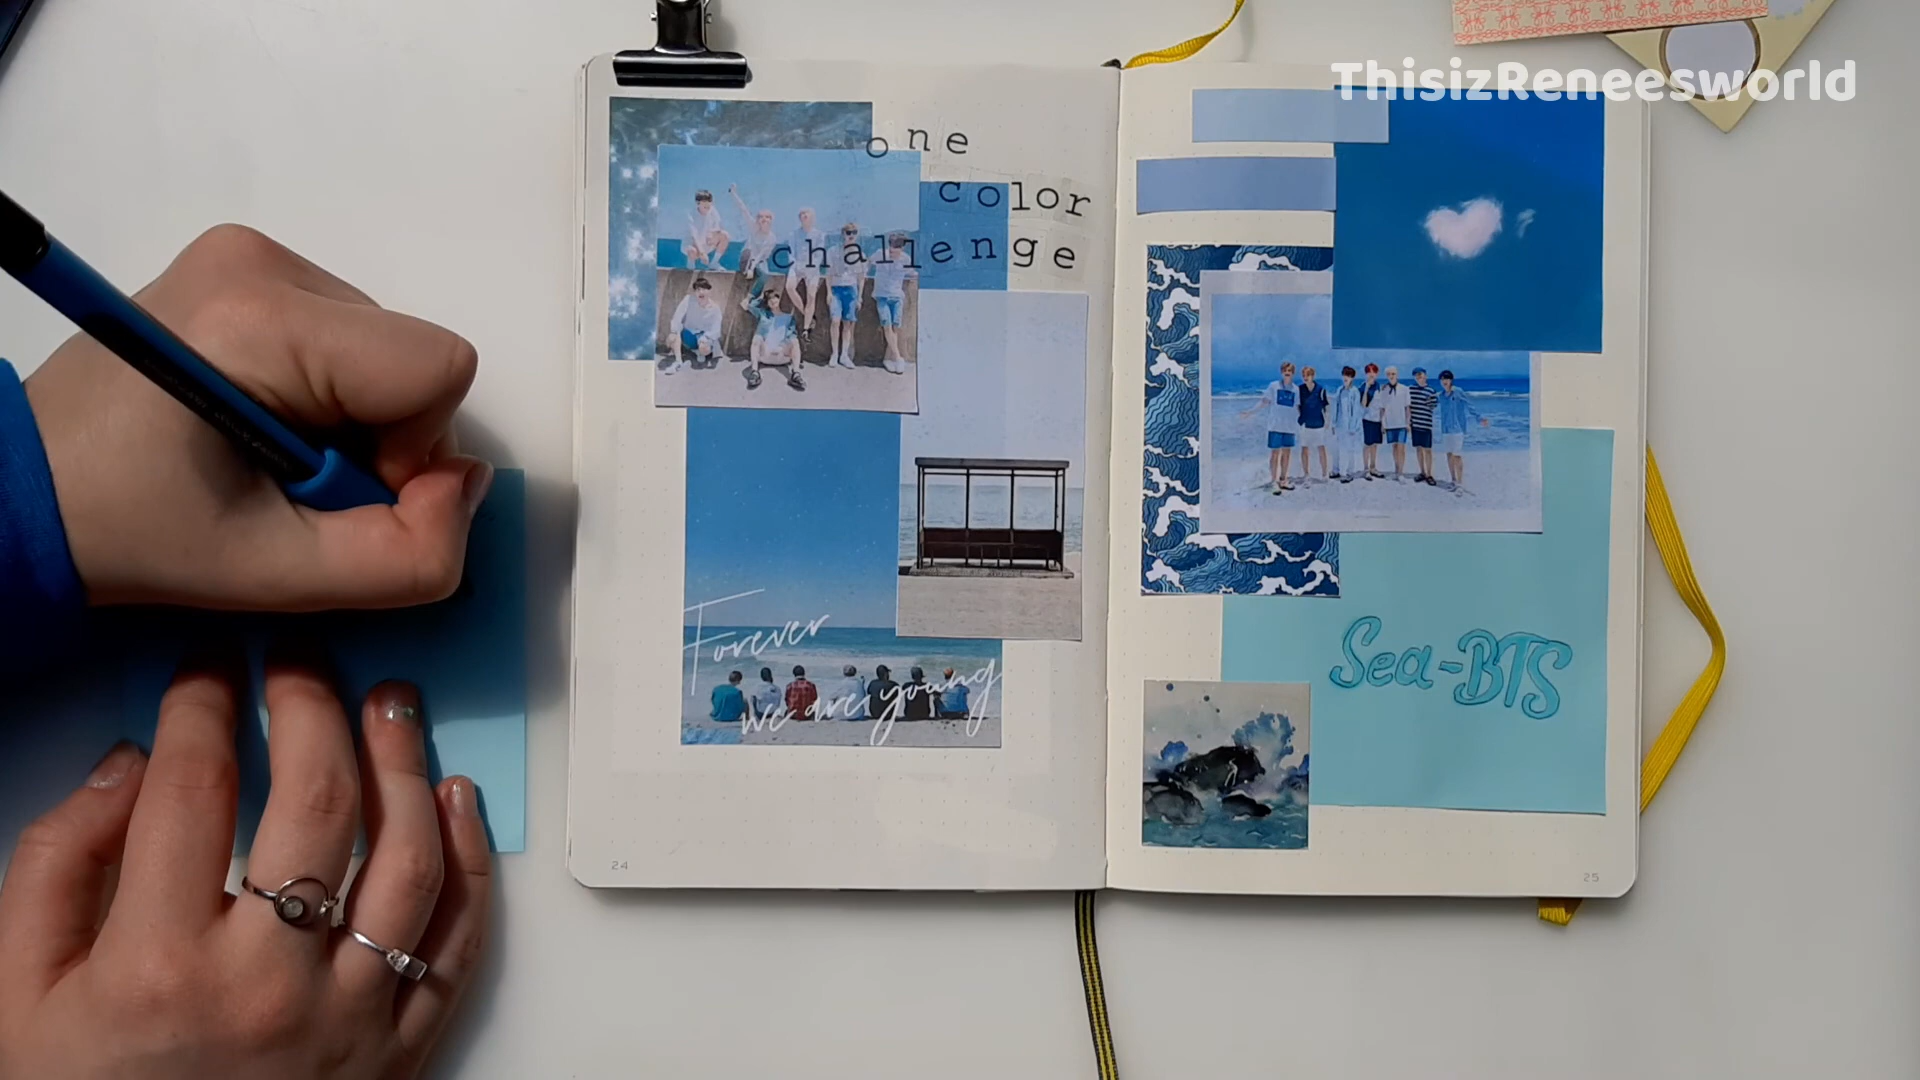 ThisizReneesworld
one
color
challenge
Forever
we are young
Sea-BTS
24
25